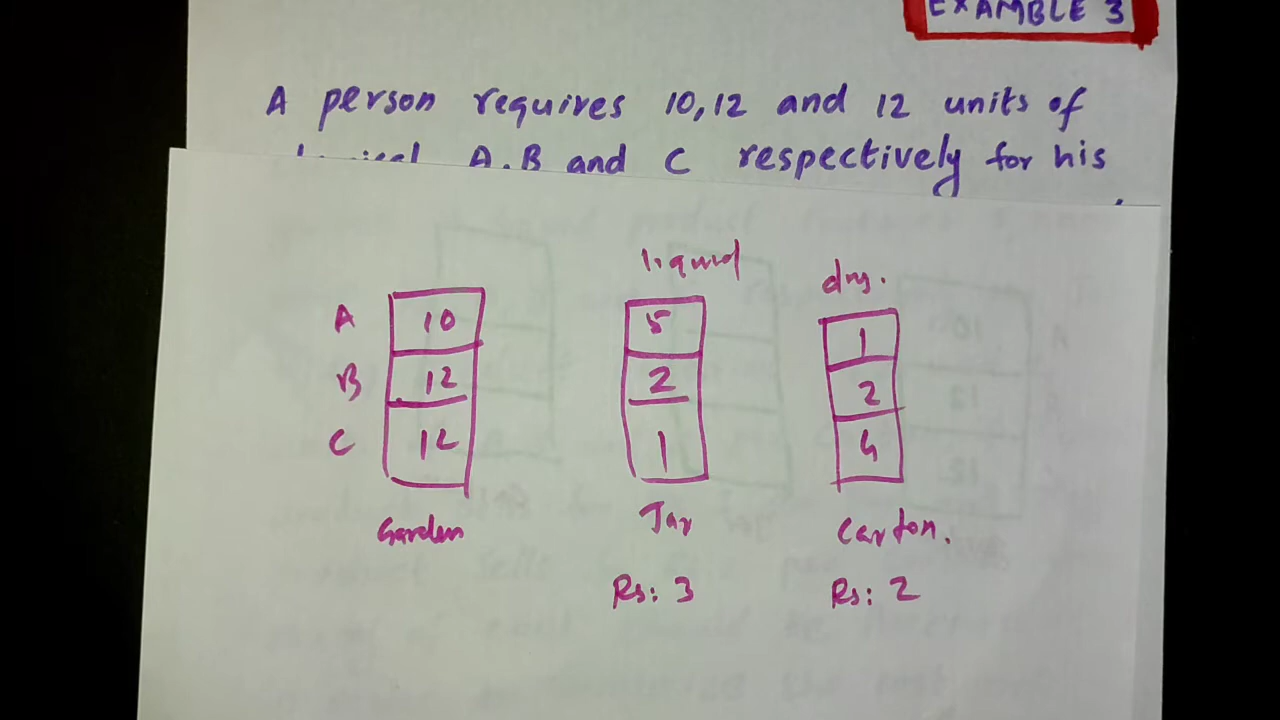 EXAMBLE 3
A person requires 10,12 and 12 units of
A, B and C respectively for his
liquid
dry.
A 10 5 1
B 12 2 2
C 12 1 4
Garden Jar Carton.
Rs: 3 Rs: 2